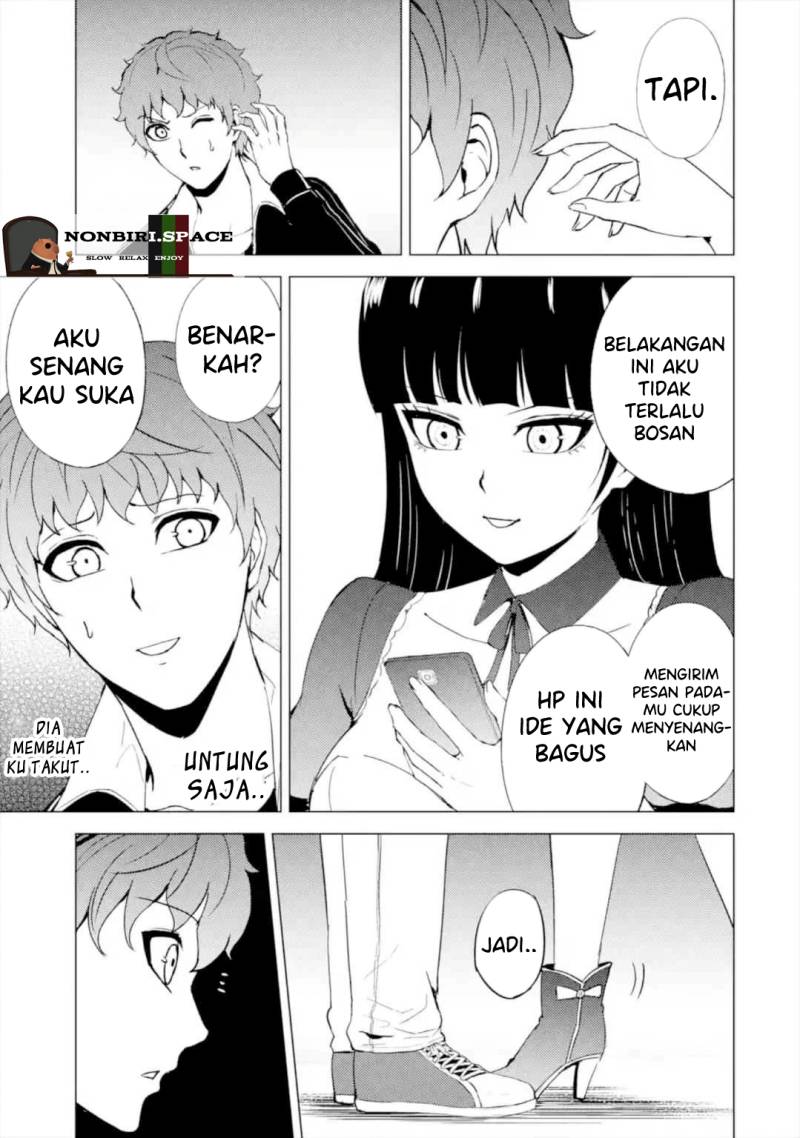 TAPI.
NONBIRI.SPACE
SLOW RELAX ENJOY
BELAKANGAN
INI AKU
TIDAK
TERLALU
BOSAN
MENGIRIM
PESAN PADA-
MU CUKUP
MENYENANG-
KAN
HP INI
IDE YANG
BAGUS
BENAR-
KAH?
AKU
SENANG
KAU SUKA
UNTUNG
SAJA..
DIA
MEMBUAT
KU TAKUT..
JADI..